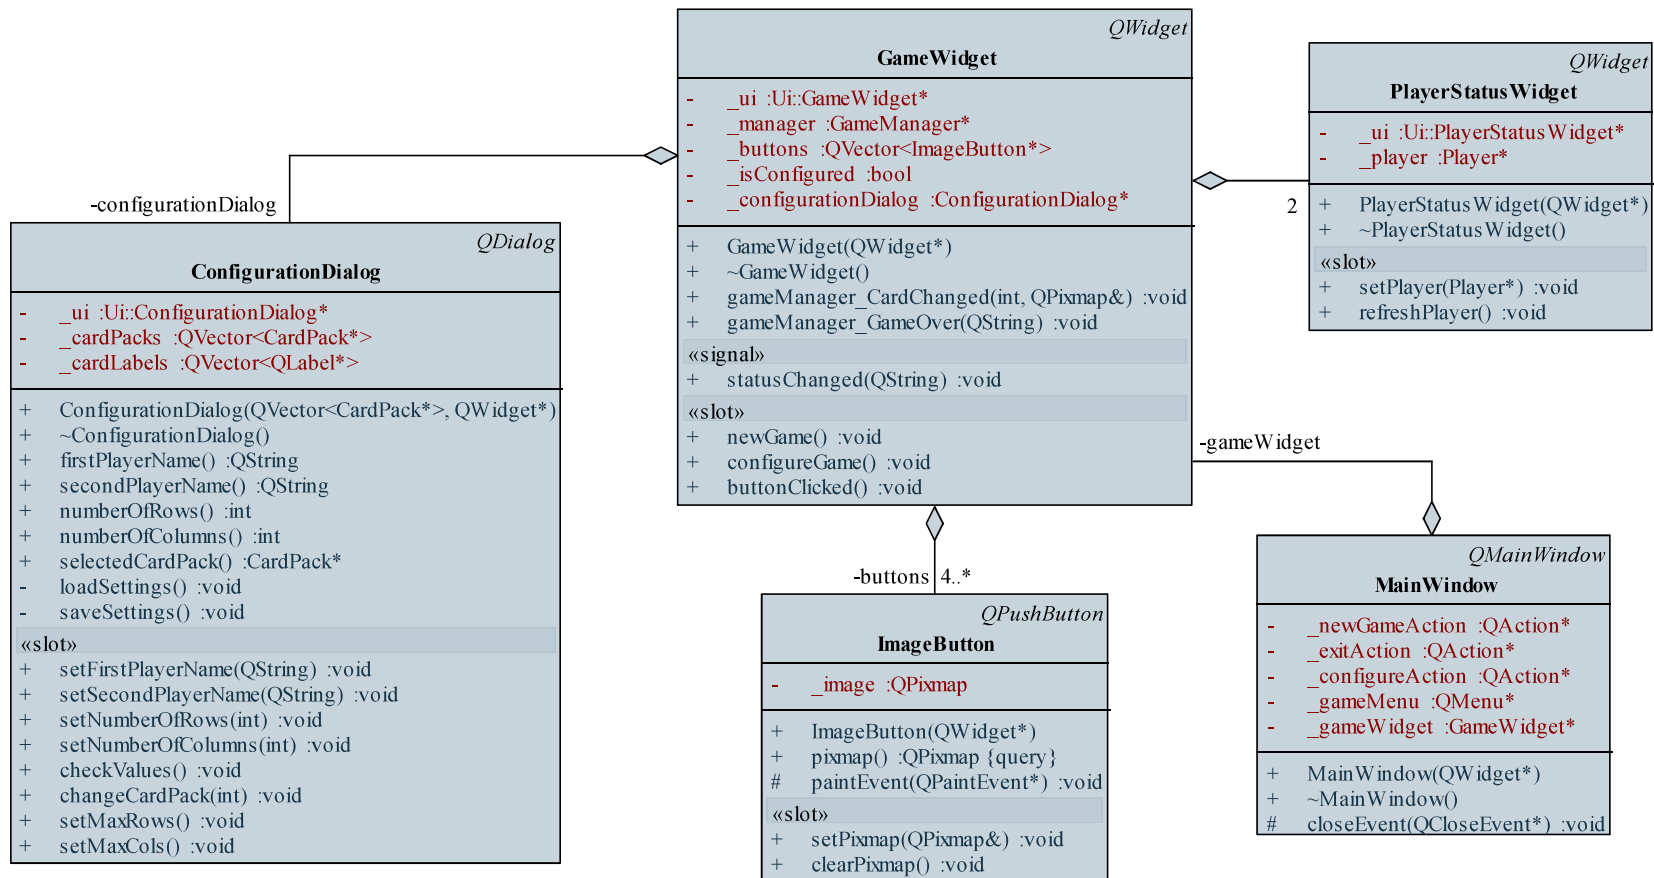 QWidget
GameWidget
- _ui :Ui::GameWidget*
- _manager :GameManager*
- _buttons :QVector<ImageButton*>
- _isConfigured :bool
- _configurationDialog :ConfigurationDialog*
+ GameWidget(QWidget*)
+ ~GameWidget()
+ gameManager_CardChanged(int, QPixmap&) :void
+ gameManager_GameOver(QString) :void
«signal»
+ statusChanged(QString) :void
«slot»
+ newGame() :void
+ configureGame() :void
+ buttonClicked() :void
QWidget
PlayerStatusWidget
- _ui :Ui::PlayerStatusWidget*
- _player :Player*
+ PlayerStatusWidget(QWidget*)
+ ~PlayerStatusWidget()
«slot»
+ setPlayer(Player*) :void
+ refreshPlayer() :void
2
-configurationDialog
QDialog
ConfigurationDialog
- _ui :Ui::ConfigurationDialog*
- _cardPacks :QVector<CardPack*>
- _cardLabels :QVector<QLabel*>
+ ConfigurationDialog(QVector<CardPack*>, QWidget*)
+ ~ConfigurationDialog()
+ firstPlayerName() :QString
+ secondPlayerName() :QString
+ numberOfRows() :int
+ numberOfColumns() :int
+ selectedCardPack() :CardPack*
- loadSettings() :void
- saveSettings() :void
«slot»
+ setFirstPlayerName(QString) :void
+ setSecondPlayerName(QString) :void
+ setNumberOfRows(int) :void
+ setNumberOfColumns(int) :void
+ checkValues() :void
+ changeCardPack(int) :void
+ setMaxRows() :void
+ setMaxCols() :void
-gameWidget
-buttons 4..*
QPushButton
ImageButton
- _image :QPixmap
+ ImageButton(QWidget*)
+ pixmap() :QPixmap {query}
# paintEvent(QPaintEvent*) :void
«slot»
+ setPixmap(QPixmap&) :void
+ clearPixmap() :void
QMainWindow
MainWindow
- _newGameAction :QAction*
- _exitAction :QAction*
- _configureAction :QAction*
- _gameMenu :QMenu*
- _gameWidget :GameWidget*
+ MainWindow(QWidget*)
+ ~MainWindow()
# closeEvent(QCloseEvent*) :void